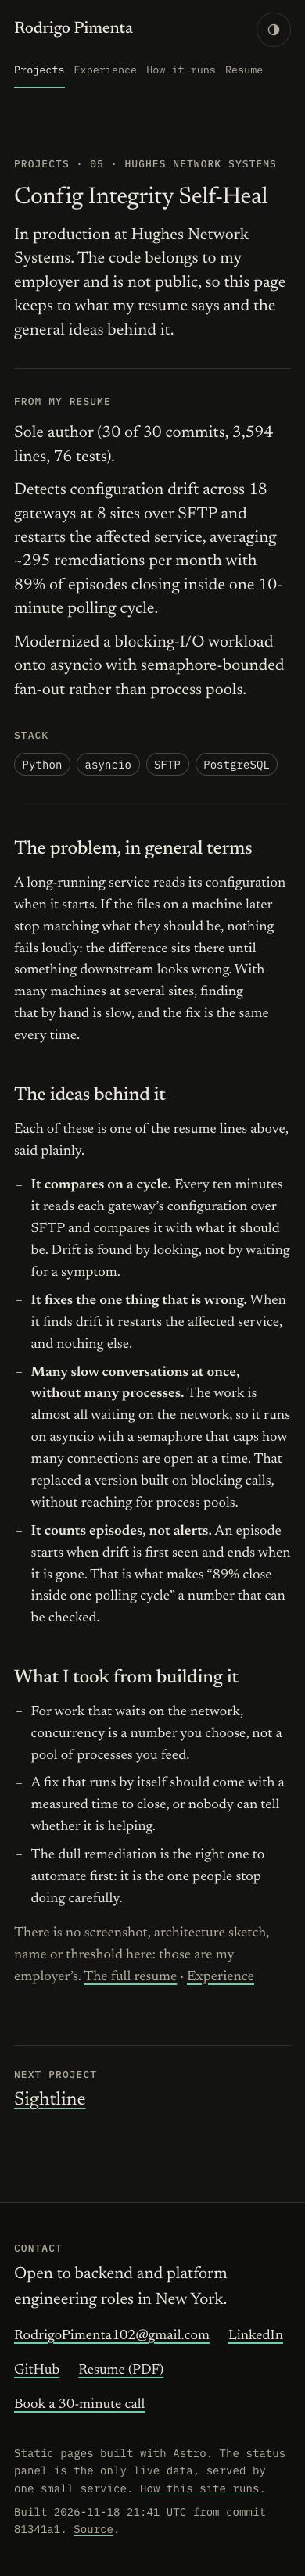 Rodrigo Pimenta
Projects Experience How it runs Resume
PROJECTS · 05 · HUGHES NETWORK SYSTEMS
Config Integrity Self-Heal
In production at Hughes Network
Systems. The code belongs to my
employer and is not public, so this page
keeps to what my resume says and the
general ideas behind it.
FROM MY RESUME
Sole author (30 of 30 commits, 3,594
lines, 76 tests).
Detects configuration drift across 18
gateways at 8 sites over SFTP and
restarts the affected service, averaging
~295 remediations per month with
89% of episodes closing inside one 10-
minute polling cycle.
Modernized a blocking-I/O workload
onto asyncio with semaphore-bounded
fan-out rather than process pools.
STACK
Python asyncio SFTP PostgreSQL
The problem, in general terms
A long-running service reads its configuration
when it starts. If the files on a machine later
stop matching what they should be, nothing
fails loudly: the difference sits there until
something downstream looks wrong. With
many machines at several sites, finding
that by hand is slow, and the fix is the same
every time.
The ideas behind it
Each of these is one of the resume lines above,
said plainly.
– It compares on a cycle. Every ten minutes
it reads each gateway’s configuration over
SFTP and compares it with what it should
be. Drift is found by looking, not by waiting
for a symptom.
– It fixes the one thing that is wrong. When
it finds drift it restarts the affected service,
and nothing else.
– Many slow conversations at once,
without many processes. The work is
almost all waiting on the network, so it runs
on asyncio with a semaphore that caps how
many connections are open at a time. That
replaced a version built on blocking calls,
without reaching for process pools.
– It counts episodes, not alerts. An episode
starts when drift is first seen and ends when
it is gone. That is what makes “89% close
inside one polling cycle” a number that can
be checked.
What I took from building it
– For work that waits on the network,
concurrency is a number you choose, not a
pool of processes you feed.
– A fix that runs by itself should come with a
measured time to close, or nobody can tell
whether it is helping.
– The dull remediation is the right one to
automate first: it is the one people stop
doing carefully.
There is no screenshot, architecture sketch,
name or threshold here: those are my
employer’s. The full resume · Experience
NEXT PROJECT
Sightline
CONTACT
Open to backend and platform
engineering roles in New York.
RodrigoPimenta102@gmail.com LinkedIn
GitHub Resume (PDF)
Book a 30-minute call
Static pages built with Astro. The status
panel is the only live data, served by
one small service. How this site runs.
Built 2026-11-18 21:41 UTC from commit
81341a1. Source.